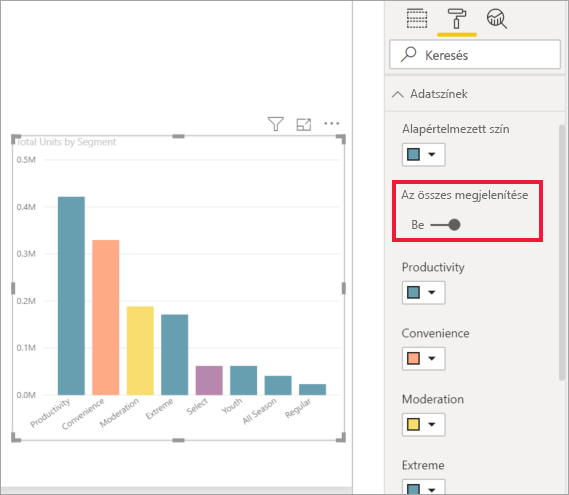 Keresés
Adatszínek
Alapértelmezett szín
Az összes megjelenítése
Be
Productivity
Convenience
Moderation
Extreme
Total Units by Segment
0.5M
0.4M
0.3M
0.2M
0.1M
0.0M
Productivity
Convenience
Moderation
Extreme
Select
Youth
All Season
Regular